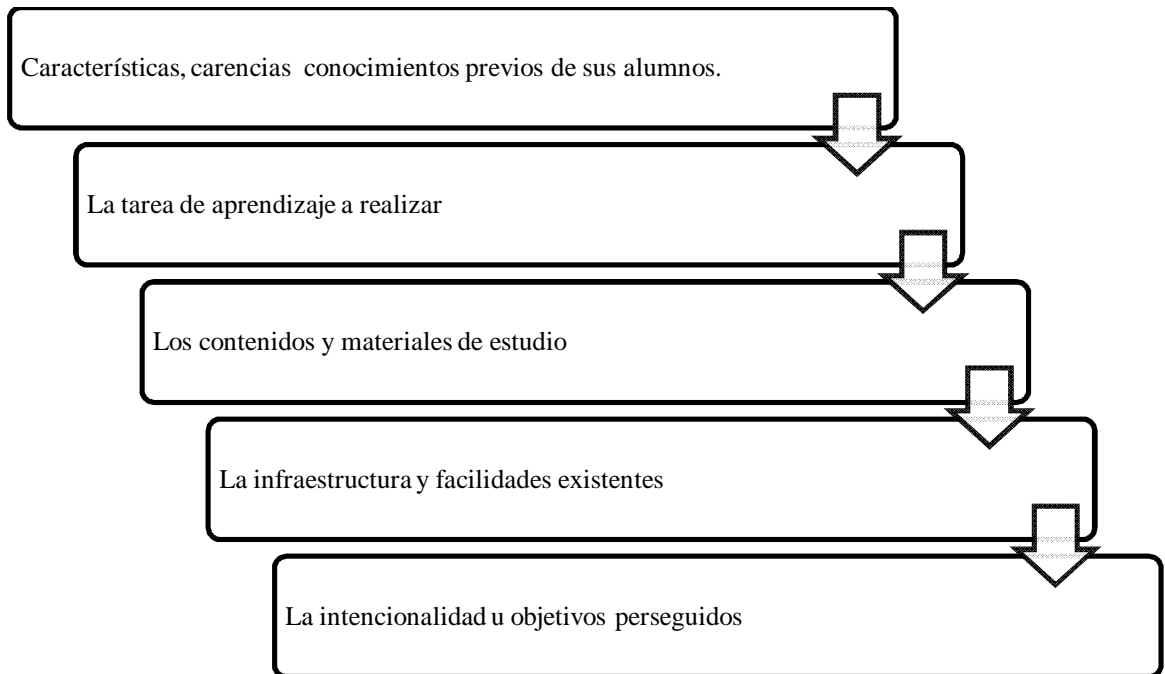 Características, carencias conocimientos previos de sus alumnos.
La tarea de aprendizaje a realizar
Los contenidos y materiales de estudio
La infraestructura y facilidades existentes
La intencionalidad u objetivos perseguidos